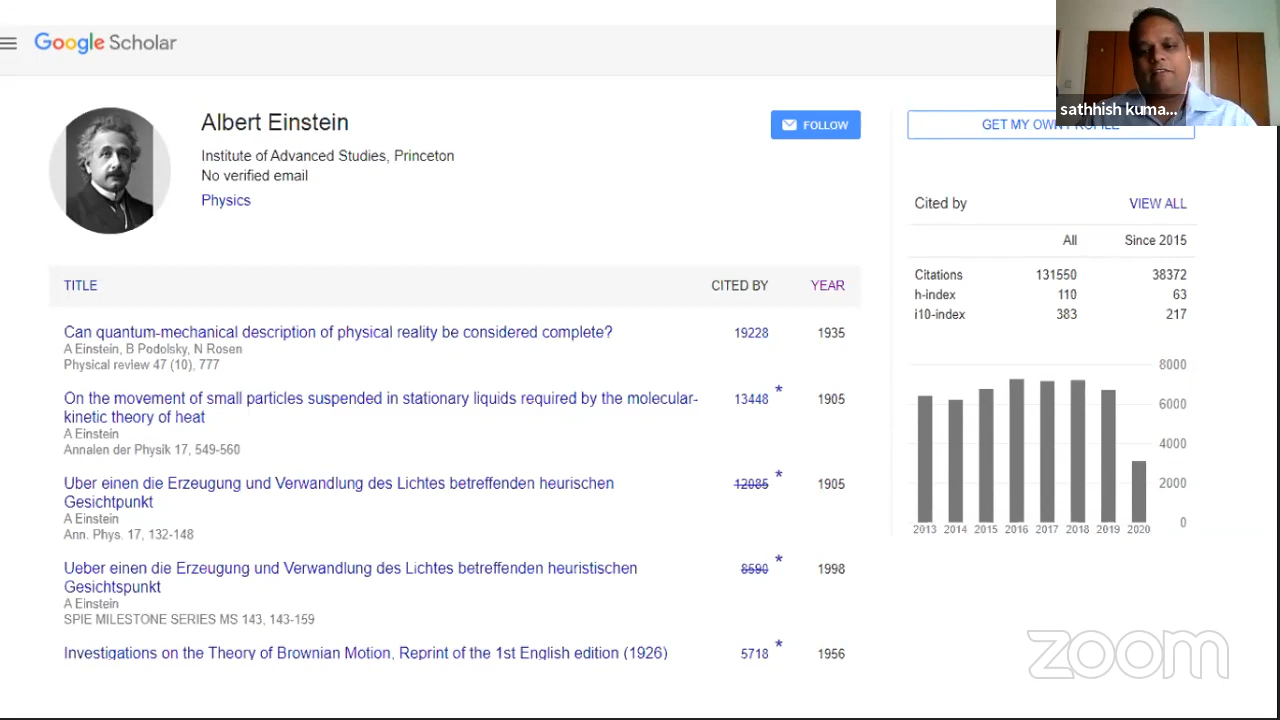 Google Scholar
sathhish kuma...
Albert Einstein
Institute of Advanced Studies, Princeton
No verified email
Physics
FOLLOW
GET MY OWN PROFILE
TITLE CITED BY YEAR
Can quantum-mechanical description of physical reality be considered complete? 19228 1935
A Einstein, B Podolsky, N Rosen
Physical review 47 (10), 777
On the movement of small particles suspended in stationary liquids required by the molecular- 13448 * 1905
kinetic theory of heat
A Einstein
Annalen der Physik 17, 549-560
Uber einen die Erzeugung und Verwandlung des Lichtes betreffenden heurischen 12085 * 1905
Gesichtpunkt
A Einstein
Ann. Phys. 17, 132-148
Ueber einen die Erzeugung und Verwandlung des Lichtes betreffenden heuristischen 8590 * 1998
Gesichtspunkt
A Einstein
SPIE MILESTONE SERIES MS 143, 143-159
Investigations on the Theory of Brownian Motion, Reprint of the 1st English edition (1926) 5718 * 1956
Cited by VIEW ALL
All Since 2015
Citations 131550 38372
h-index 110 63
i10-index 383 217
8000
6000
4000
2000
0
2013 2014 2015 2016 2017 2018 2019 2020
zoom